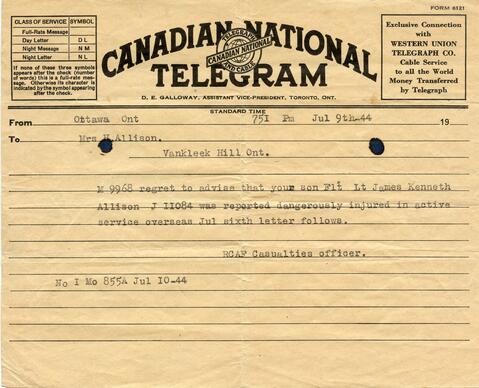 FORM 6121
CLASS OF SERVICE SYMBOL
Full-Rate Message
Day Letter D L
Night Message N M
Night Letter N L
If none of these three symbols
appears after the check (number
of words) this is a full-rate mes-
sage. Otherwise its character is
indicated by the symbol appearing
after the check.
CANADIAN NATIONAL
TELEGRAM
CANADIAN NATIONAL
TELEGRAPH
D. E. GALLOWAY, ASSISTANT VICE-PRESIDENT, TORONTO, ONT.
Exclusive Connection
with
WESTERN UNION
TELEGRAPH CO.
Cable Service
to all the World
Money Transferred
by Telegraph
STANDARD TIME
From Ottawa Ont 751 Pm Jul 9th-44 19
To Mrs H Allison.
Vankleek Hill Ont.
M 9968 regret to advise that your son Flt Lt James Kenneth
Allison J 11084 was reported dangerously injured in active
service overseas Jul sixth letter follows.
RCAF Casualties officer.
No I Mo 855A Jul 10-44